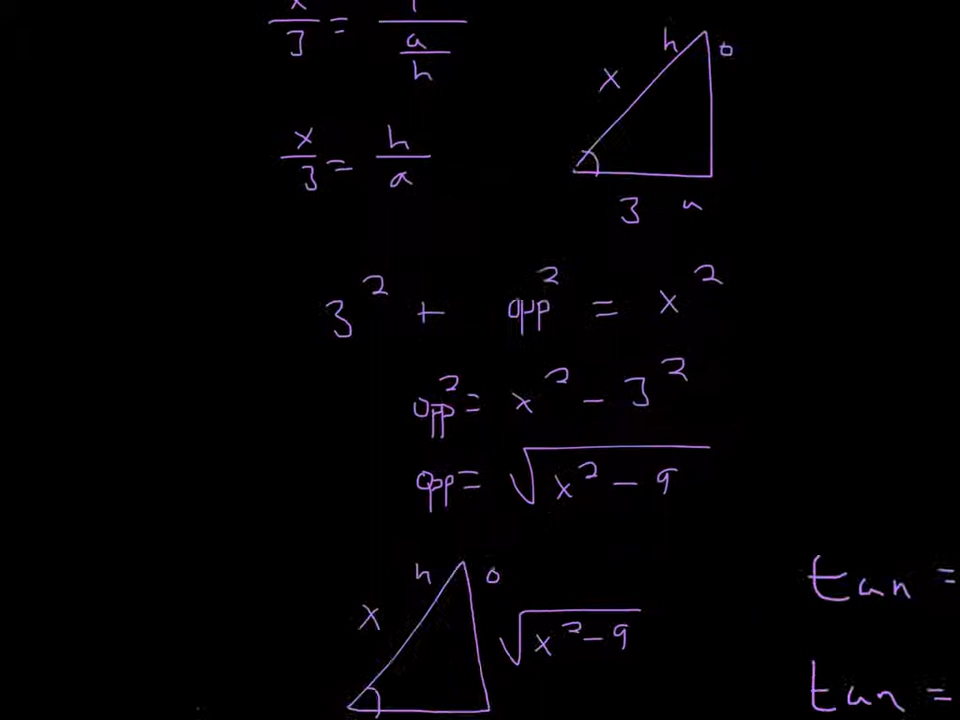 x/3 = 1/(a/h)
x/3 = h/a
h o
x
3 a
3² + opp² = x²
opp² = x² - 3²
opp = √(x² - 9)
h o
x √(x² - 9)
tan =
tan =